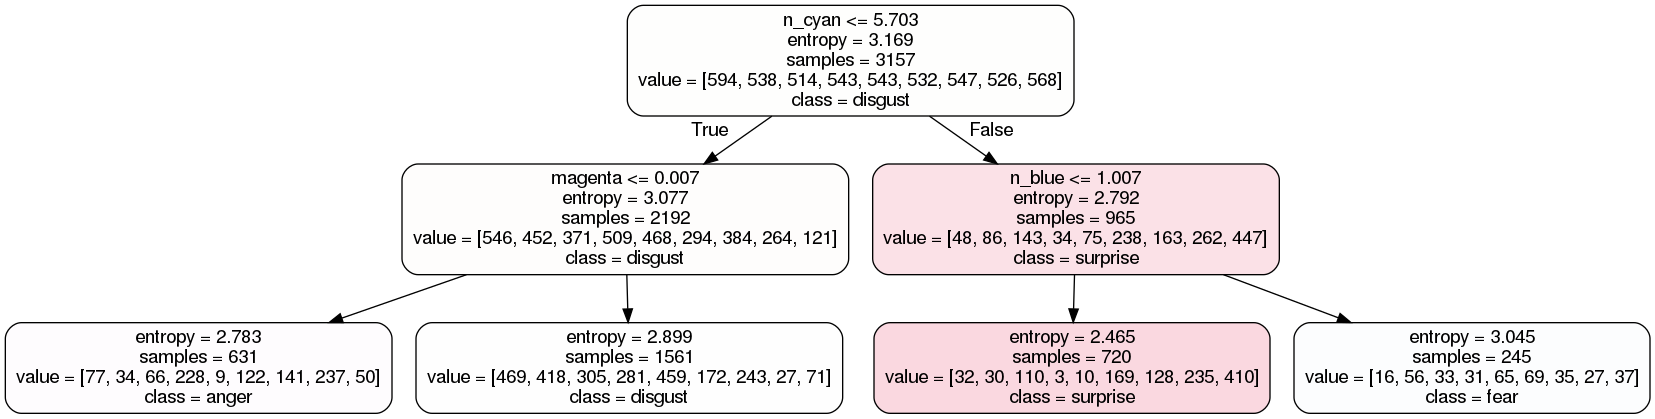 n_cyan <= 5.703
entropy = 3.169
samples = 3157
value = [594, 538, 514, 543, 543, 532, 547, 526, 568]
class = disgust
True
False
magenta <= 0.007
entropy = 3.077
samples = 2192
value = [546, 452, 371, 509, 468, 294, 384, 264, 121]
class = disgust
n_blue <= 1.007
entropy = 2.792
samples = 965
value = [48, 86, 143, 34, 75, 238, 163, 262, 447]
class = surprise
entropy = 2.783
samples = 631
value = [77, 34, 66, 228, 9, 122, 141, 237, 50]
class = anger
entropy = 2.899
samples = 1561
value = [469, 418, 305, 281, 459, 172, 243, 27, 71]
class = disgust
entropy = 2.465
samples = 720
value = [32, 30, 110, 3, 10, 169, 128, 235, 410]
class = surprise
entropy = 3.045
samples = 245
value = [16, 56, 33, 31, 65, 69, 35, 27, 37]
class = fear